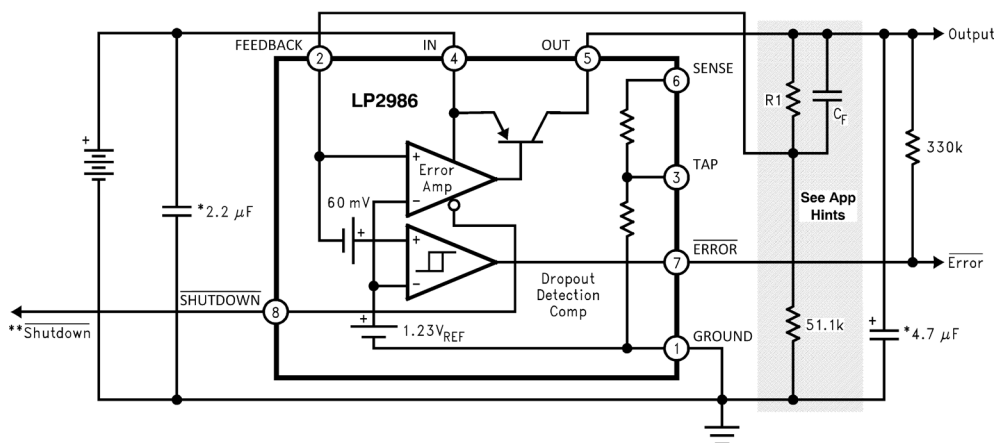 FEEDBACK
IN
OUT
2
4
5
Output
SENSE
6
LP2986
R1
C_F
330k
+
+
Error
Amp
−
TAP
3
60 mV
+
*2.2 μF
See App
Hints
+
−
ERROR
7
Error
Dropout
Detection
Comp
SHUTDOWN
8
**Shutdown
+
1.23V_REF
51.1k
+
*4.7 μF
GROUND
1